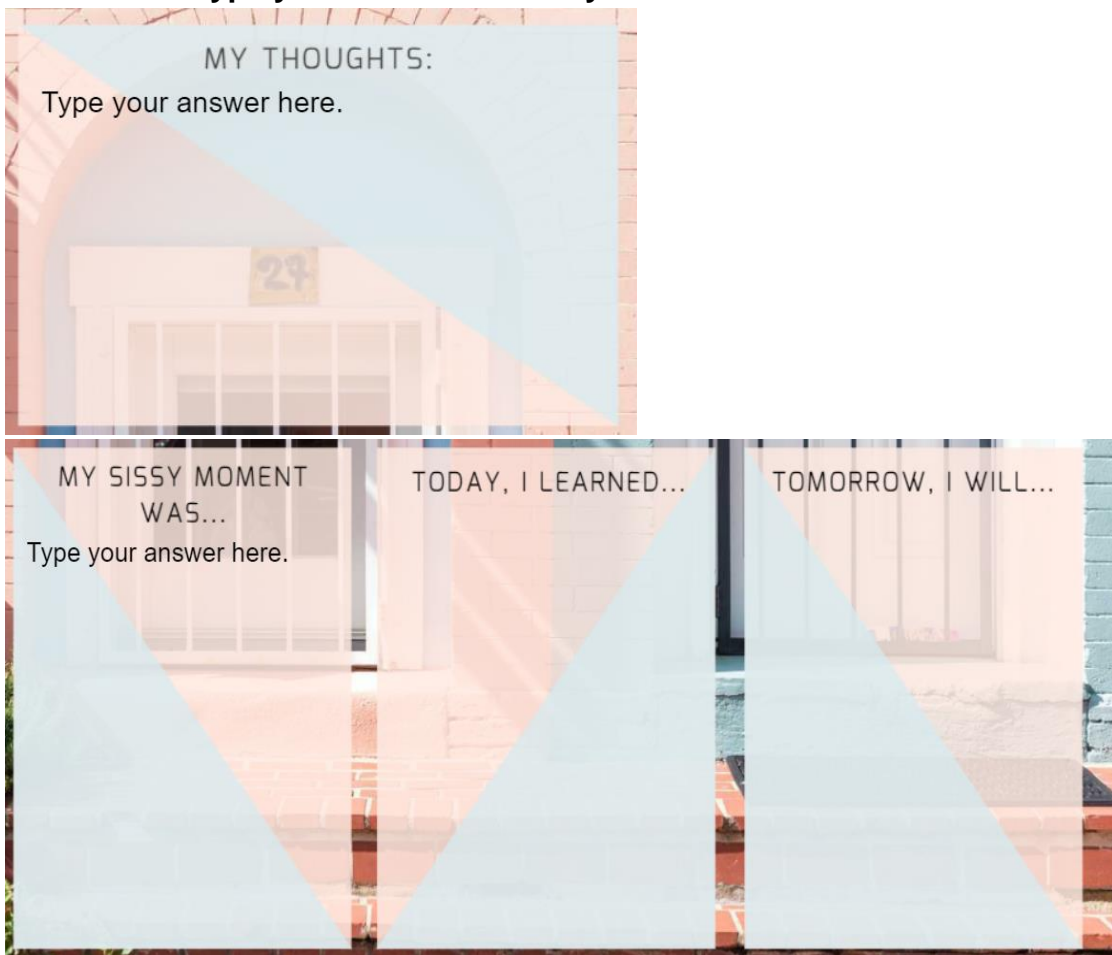 MY THOUGHTS:
Type your answer here.
27
MY SISSY MOMENT
WAS...
Type your answer here.
TODAY, I LEARNED...
TOMORROW, I WILL...